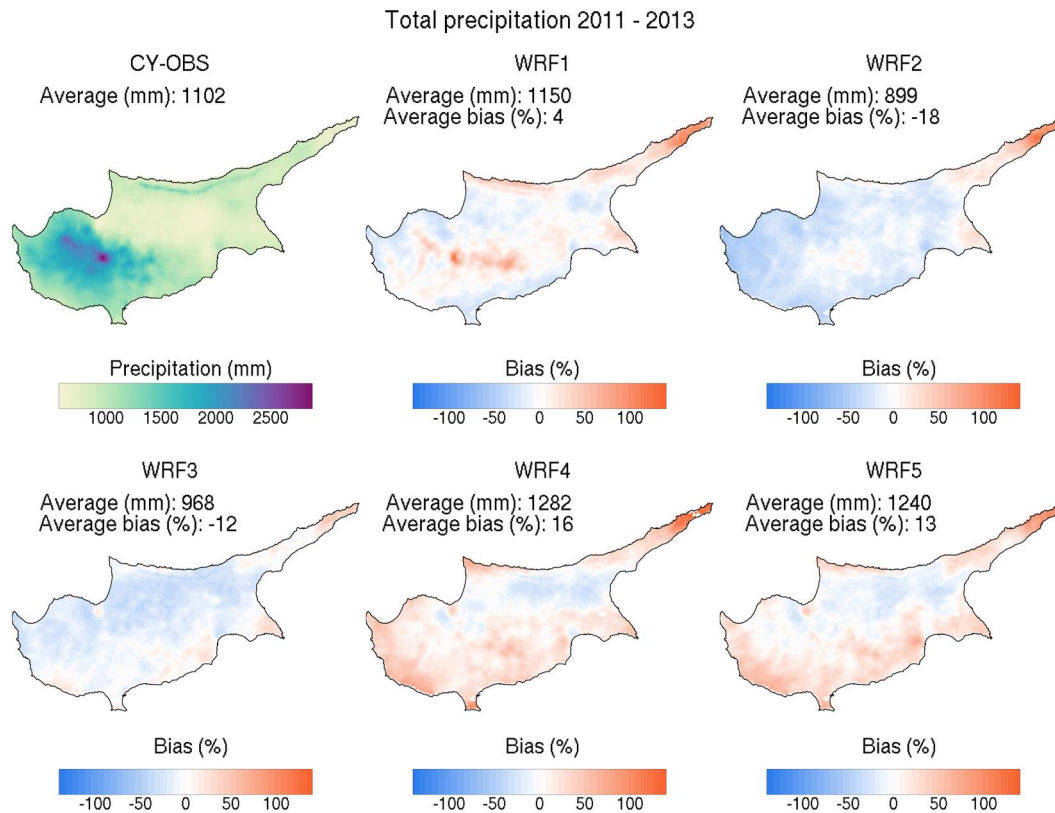 Total precipitation 2011 - 2013
CY-OBS
Average (mm): 1102
WRF1
Average (mm): 1150
Average bias (%): 4
WRF2
Average (mm): 899
Average bias (%): -18
Precipitation (mm)
1000 1500 2000 2500
Bias (%)
-100 -50 0 50 100
Bias (%)
-100 -50 0 50 100
WRF3
Average (mm): 968
Average bias (%): -12
WRF4
Average (mm): 1282
Average bias (%): 16
WRF5
Average (mm): 1240
Average bias (%): 13
Bias (%)
-100 -50 0 50 100
Bias (%)
-100 -50 0 50 100
Bias (%)
-100 -50 0 50 100